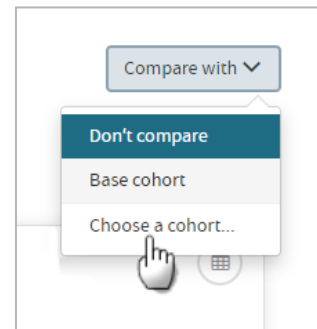 Compare with
Don't compare
Base cohort
Choose a cohort...